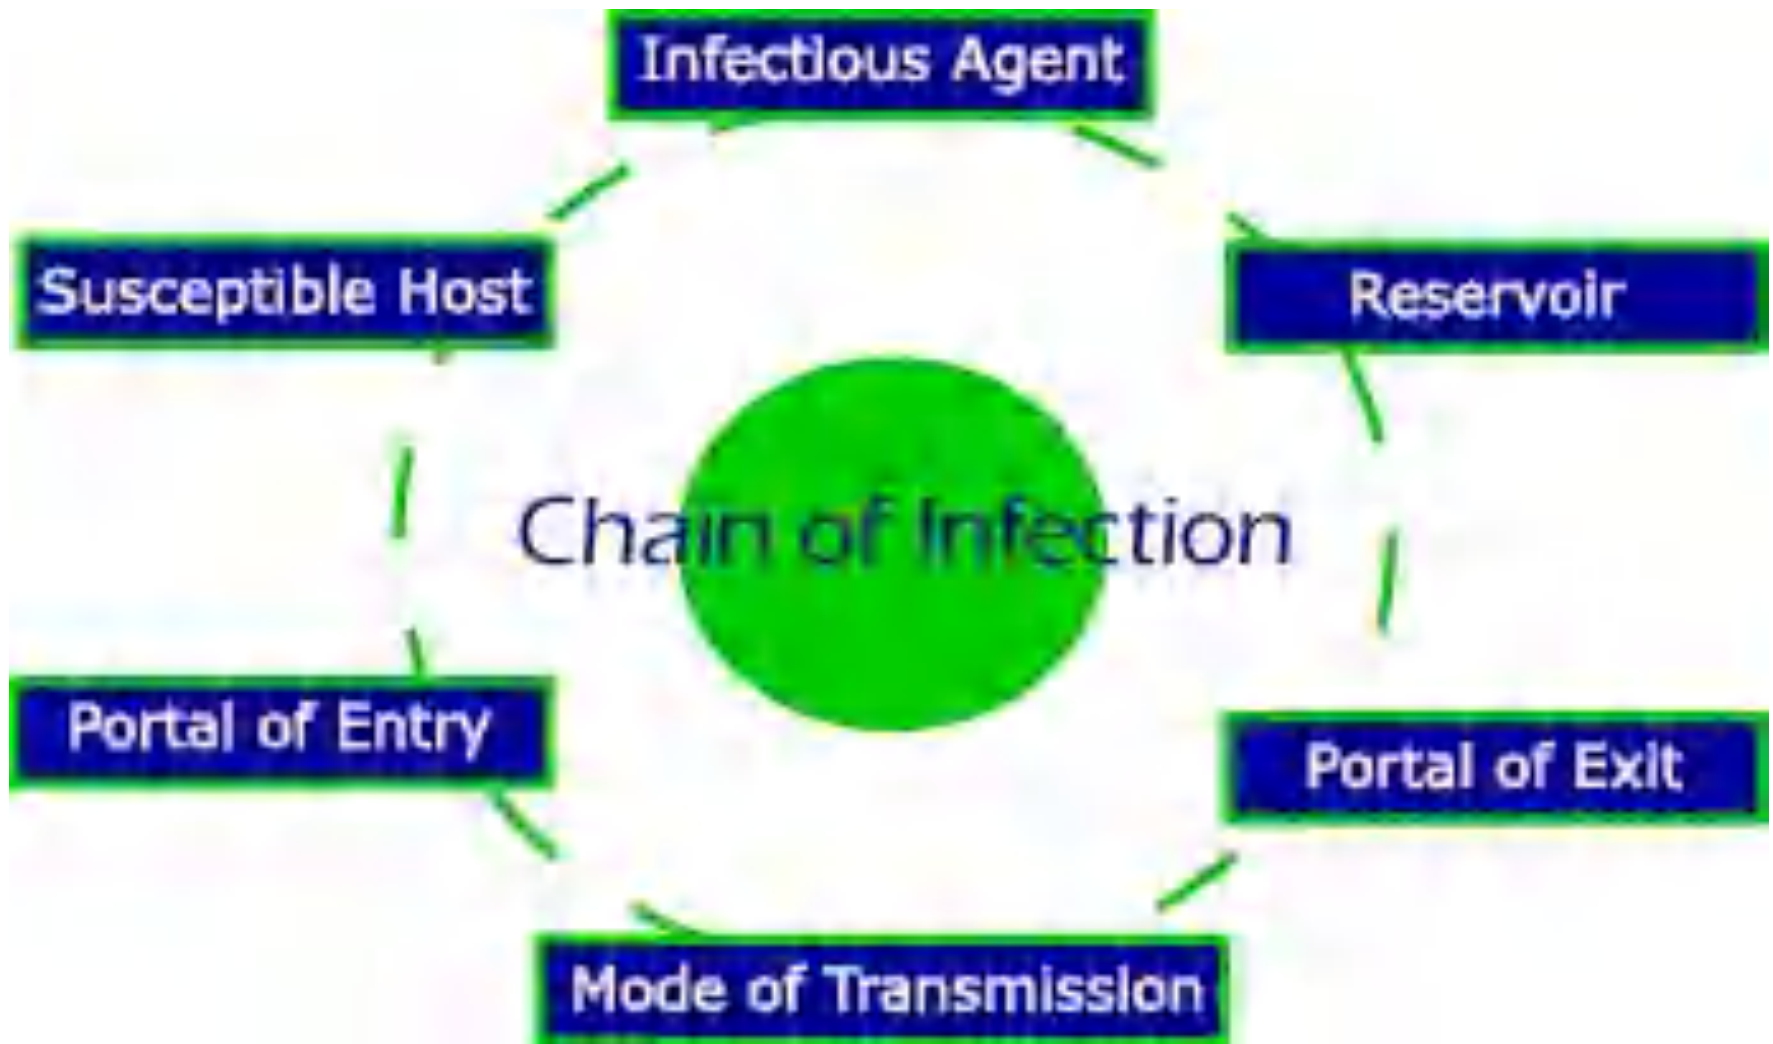 Infectious Agent
Susceptible Host
Reservoir
Chain of Infection
Portal of Entry
Portal of Exit
Mode of Transmission